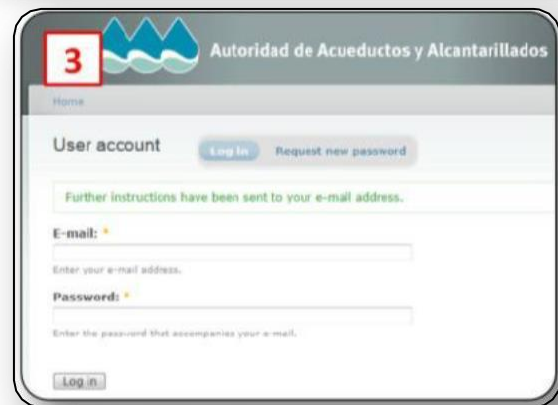 3
Autoridad de Acueductos y Alcantarillados
Home
User account
Log in
Request new password
Further instructions have been sent to your e-mail address.
E-mail: *
Enter your e-mail address.
Password: *
Enter the password that accompanies your e-mail.
Log in